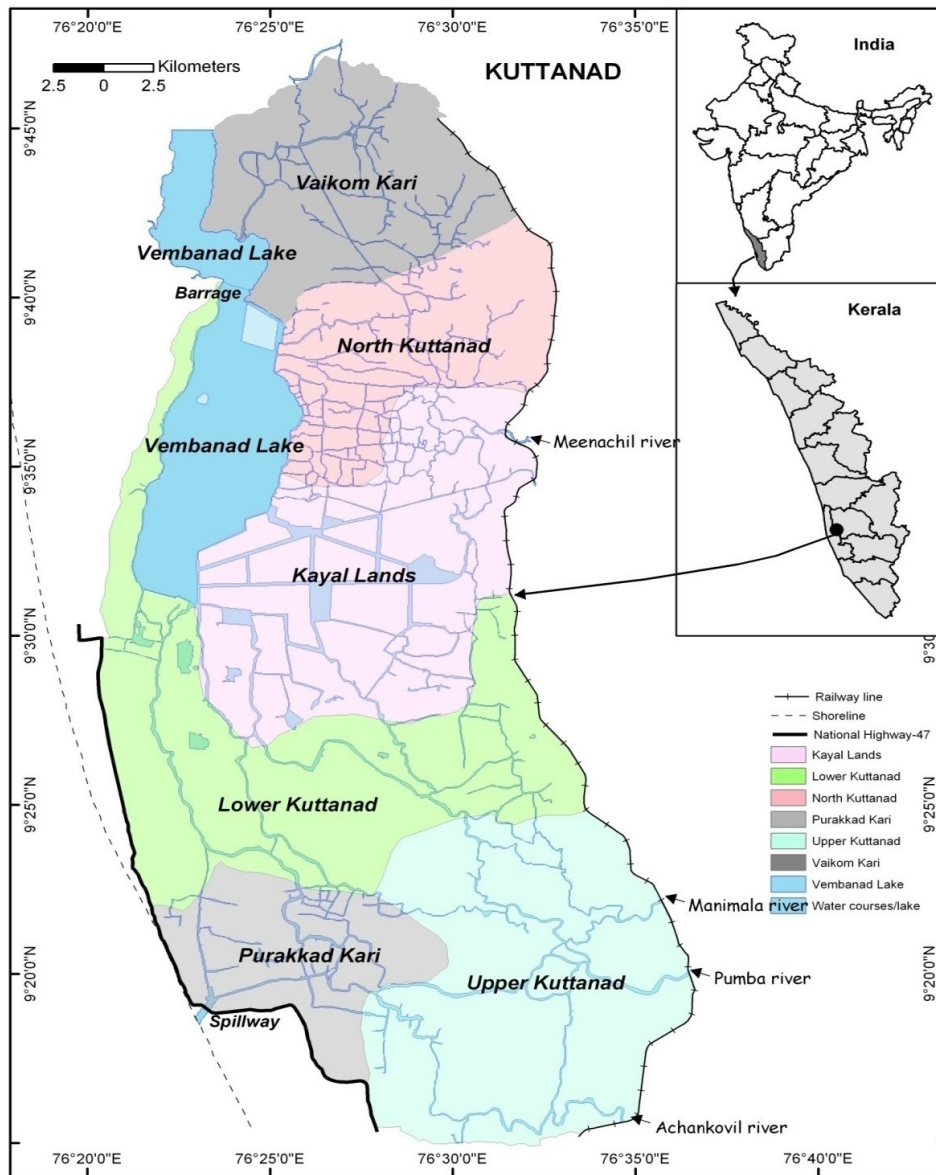 76°20'0"E
76°25'0"E
76°30'0"E
76°35'0"E
Kilometers
2.5 0 2.5
KUTTANAD
India
9°45'0"N
Vaikom Kari
Vembanad Lake
Barrage
9°40'0"N
Kerala
North Kuttanad
Vembanad Lake
Meenachil river
9°35'0"N
Kayal Lands
9°30'0"N
9°30
Railway line
Shoreline
National Highway-47
Kayal Lands
Lower Kuttanad
North Kuttanad
Purakkad Kari
Upper Kuttanad
Vaikom Kari
Vembanad Lake
Water courses/lake
Lower Kuttanad
9°25'0"N
9°25'0"N
Manimala river
Purakkad Kari
Upper Kuttanad
Pumba river
9°20'0"N
9°20'0"N
Spillway
Achankovil river
76°20'0"E
76°25'0"E
76°30'0"E
76°35'0"E
76°40'0"E